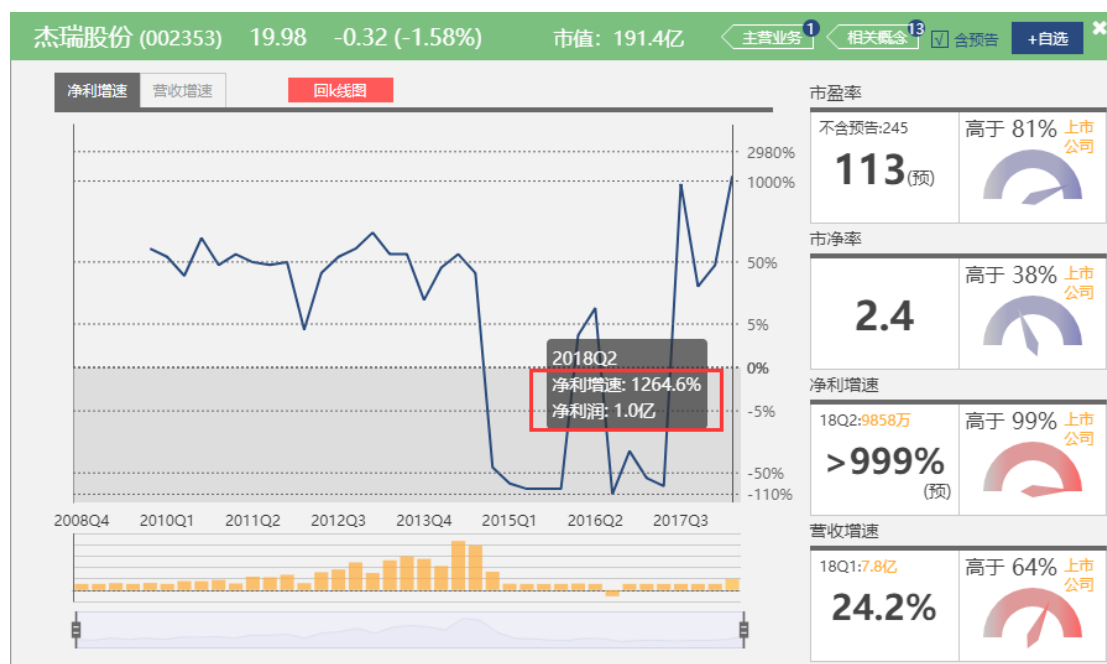 杰瑞股份 (002353) 19.98 -0.32 (-1.58%) 市值：191.4亿 主营业务 1 相关概念 13 √ 含预告 +自选 ×
净利增速 营收增速 回k线图
2980%
1000%
50%
5%
0%
-5%
-50%
-110%
2018Q2
净利增速: 1264.6%
净利润: 1.0亿
2008Q4 2010Q1 2011Q2 2012Q3 2013Q4 2015Q1 2016Q2 2017Q3
市盈率
不含预告:245
113(预)
高于 81% 上市
公司
市净率
2.4
高于 38% 上市
公司
净利增速
18Q2:9858万
>999%
(预)
高于 99% 上市
公司
营收增速
18Q1:7.8亿
24.2%
高于 64% 上市
公司